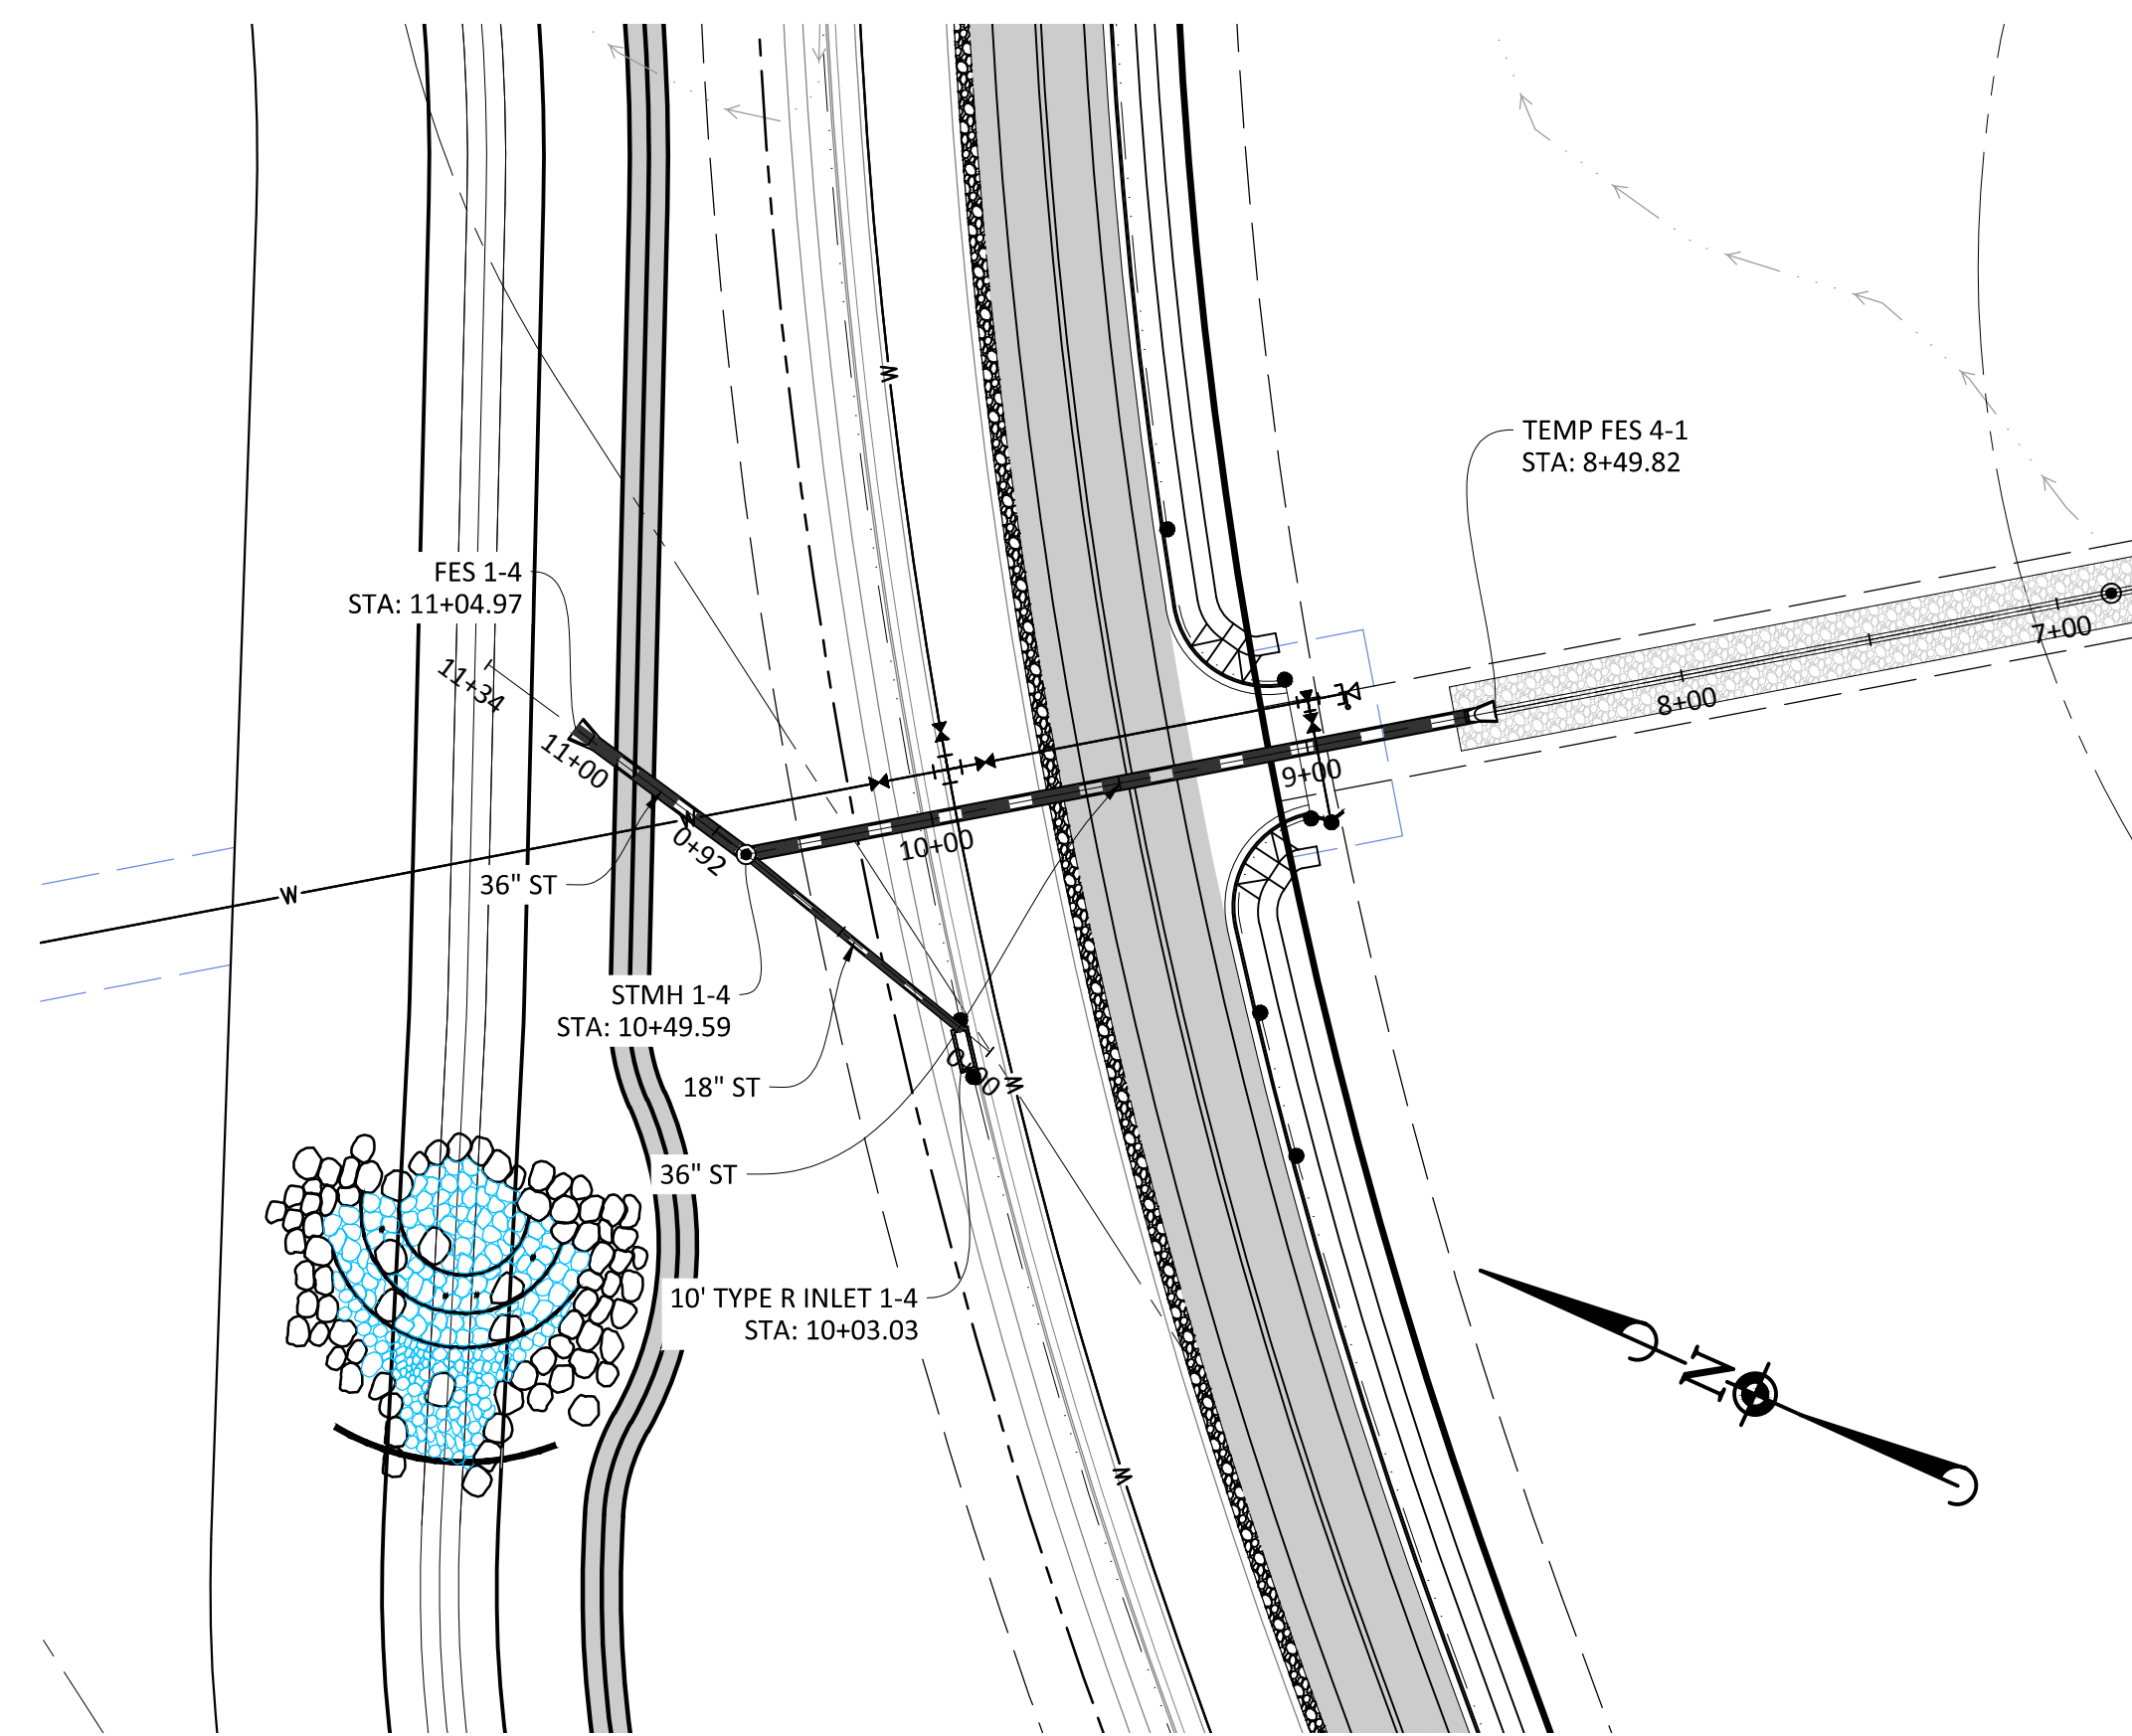 TEMP FES 4-1
STA: 8+49.82
FES 1-4
STA: 11+04.97
7+00
11+34
8+00
11+00
9+00
W
W
10+00
0+92
36" ST
W
STMH 1-4
STA: 10+49.59
W
18" ST
36" ST
10' TYPE R INLET 1-4
STA: 10+03.03
N
W